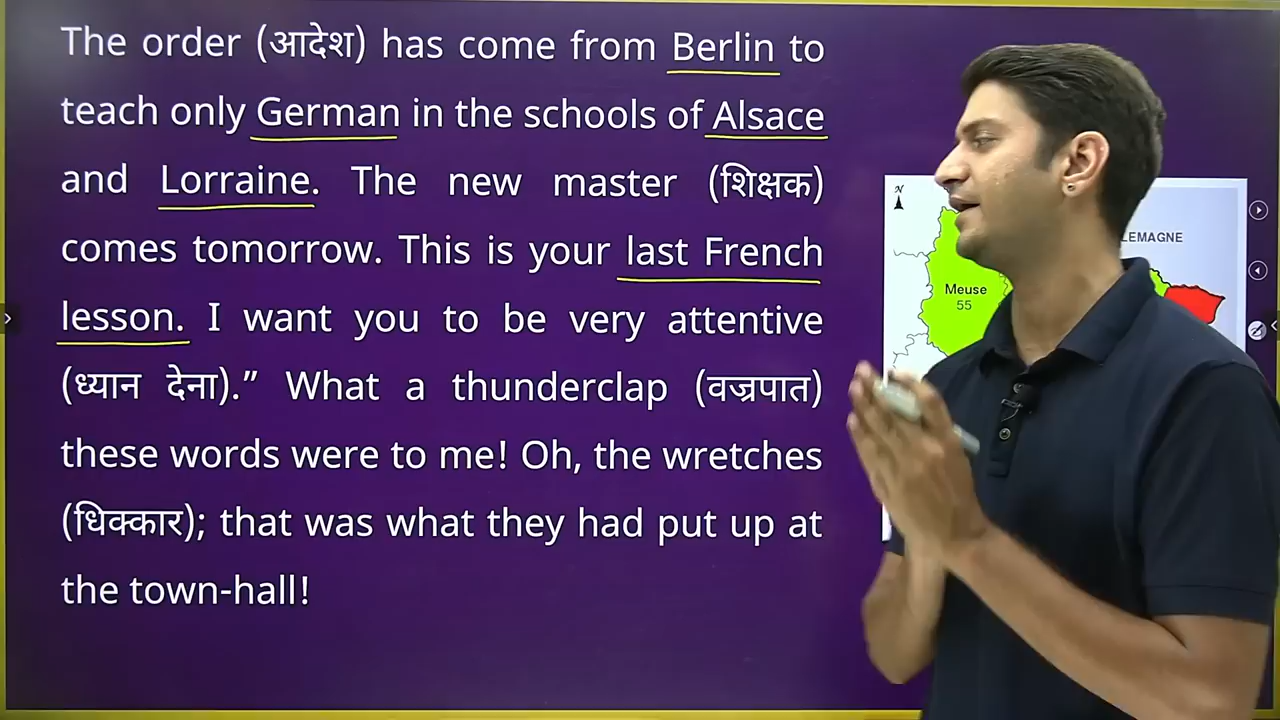 The order (आदेश) has come from Berlin to
teach only German in the schools of Alsace
and Lorraine. The new master (शिक्षक)
comes tomorrow. This is your last French
lesson. I want you to be very attentive
(ध्यान देना).” What a thunderclap (वज्रपात)
these words were to me! Oh, the wretches
(धिक्कार); that was what they had put up at
the town-hall!
N
LEMAGNE
Meuse
55